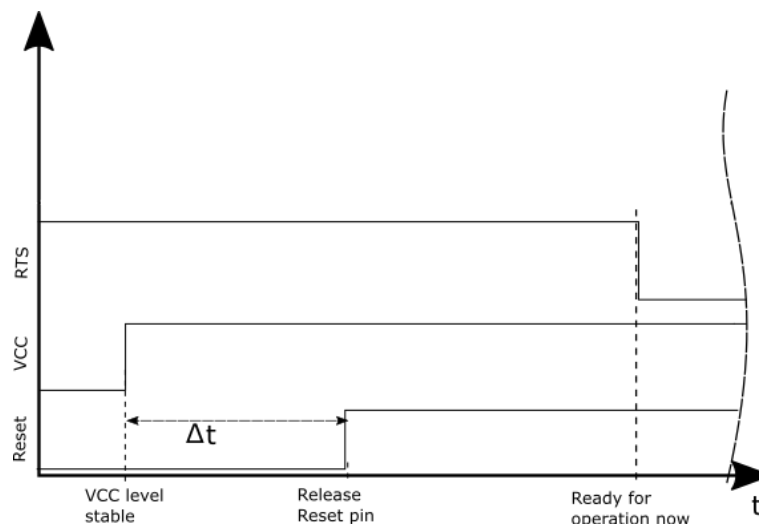 RTS
VCC
Reset
Δt
VCC level
stable
Release
Reset pin
Ready for
operation now
t